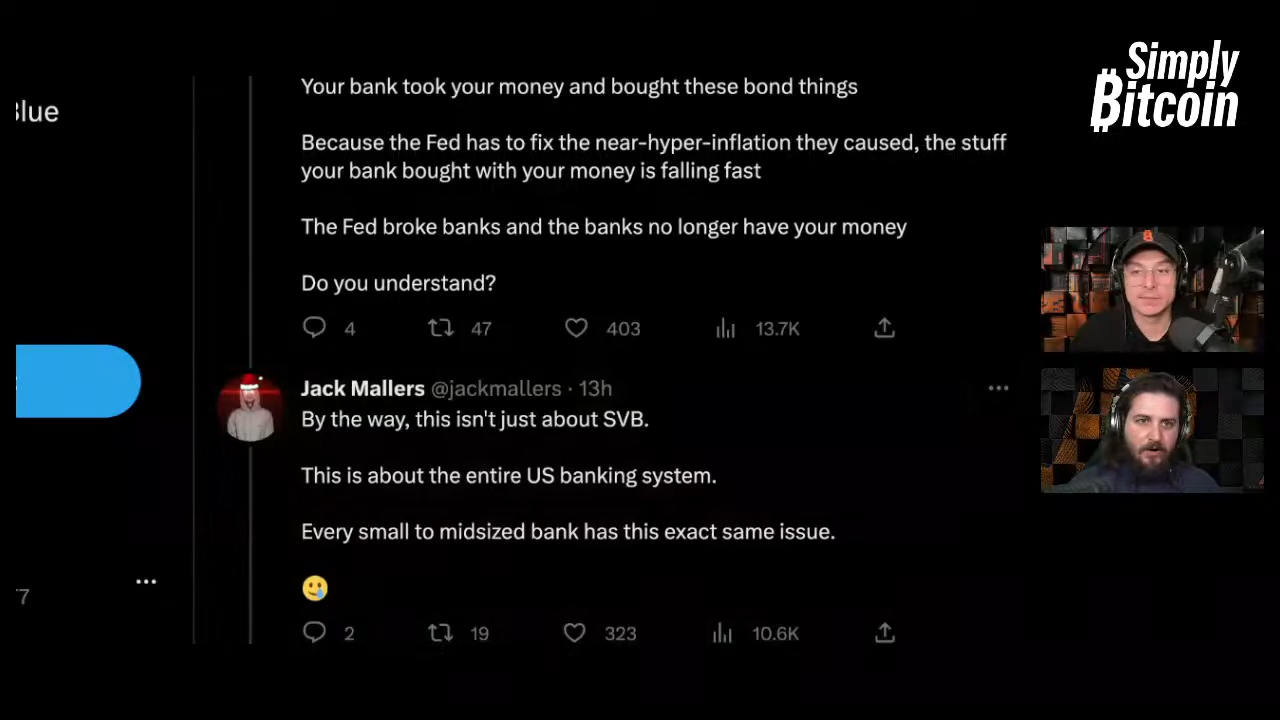 Simply
Bitcoin
Blue
Your bank took your money and bought these bond things
Because the Fed has to fix the near-hyper-inflation they caused, the stuff
your bank bought with your money is falling fast
The Fed broke banks and the banks no longer have your money
Do you understand?
4 47 403 13.7K
Jack Mallers @jackmallers · 13h
By the way, this isn't just about SVB.
This is about the entire US banking system.
Every small to midsized bank has this exact same issue.
🥲
2 19 323 10.6K